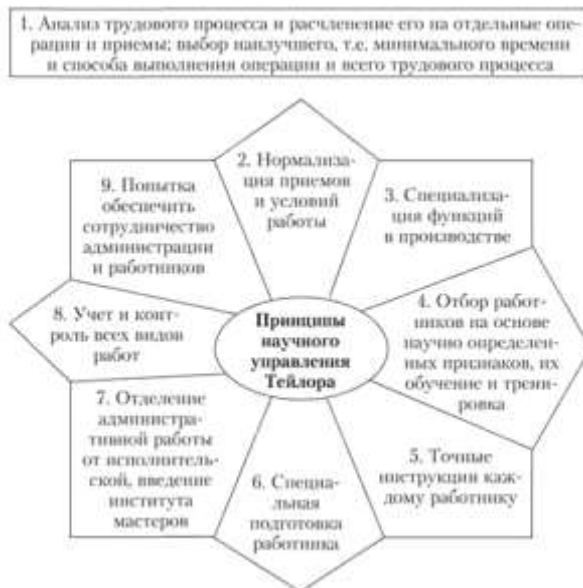 1. Анализ трудового процесса и расчленение его на отдельные опе-
рации и приемы; выбор наилучшего, т.е. минимального времени
и способа выполнения операции и всего трудового процесса
2. Нормализа-
ция приемов
и условий
работы
3. Специализа-
ция функций
в производстве
4. Отбор работ-
ников на основе
научно определен-
ных признаков, их
обучение и трени-
ровка
5. Точные
инструкции каж-
дому работнику
6. Специа-
льная
подготовка
работника
7. Отделение
администра-
тивной работы
от исполнитель-
ской, введение
института
мастеров
8. Учет и конт-
роль всех видов
работ
9. Попытка
обеспечить
сотрудничество
администрации
и работников
Принципы
научного
управления
Тейлора